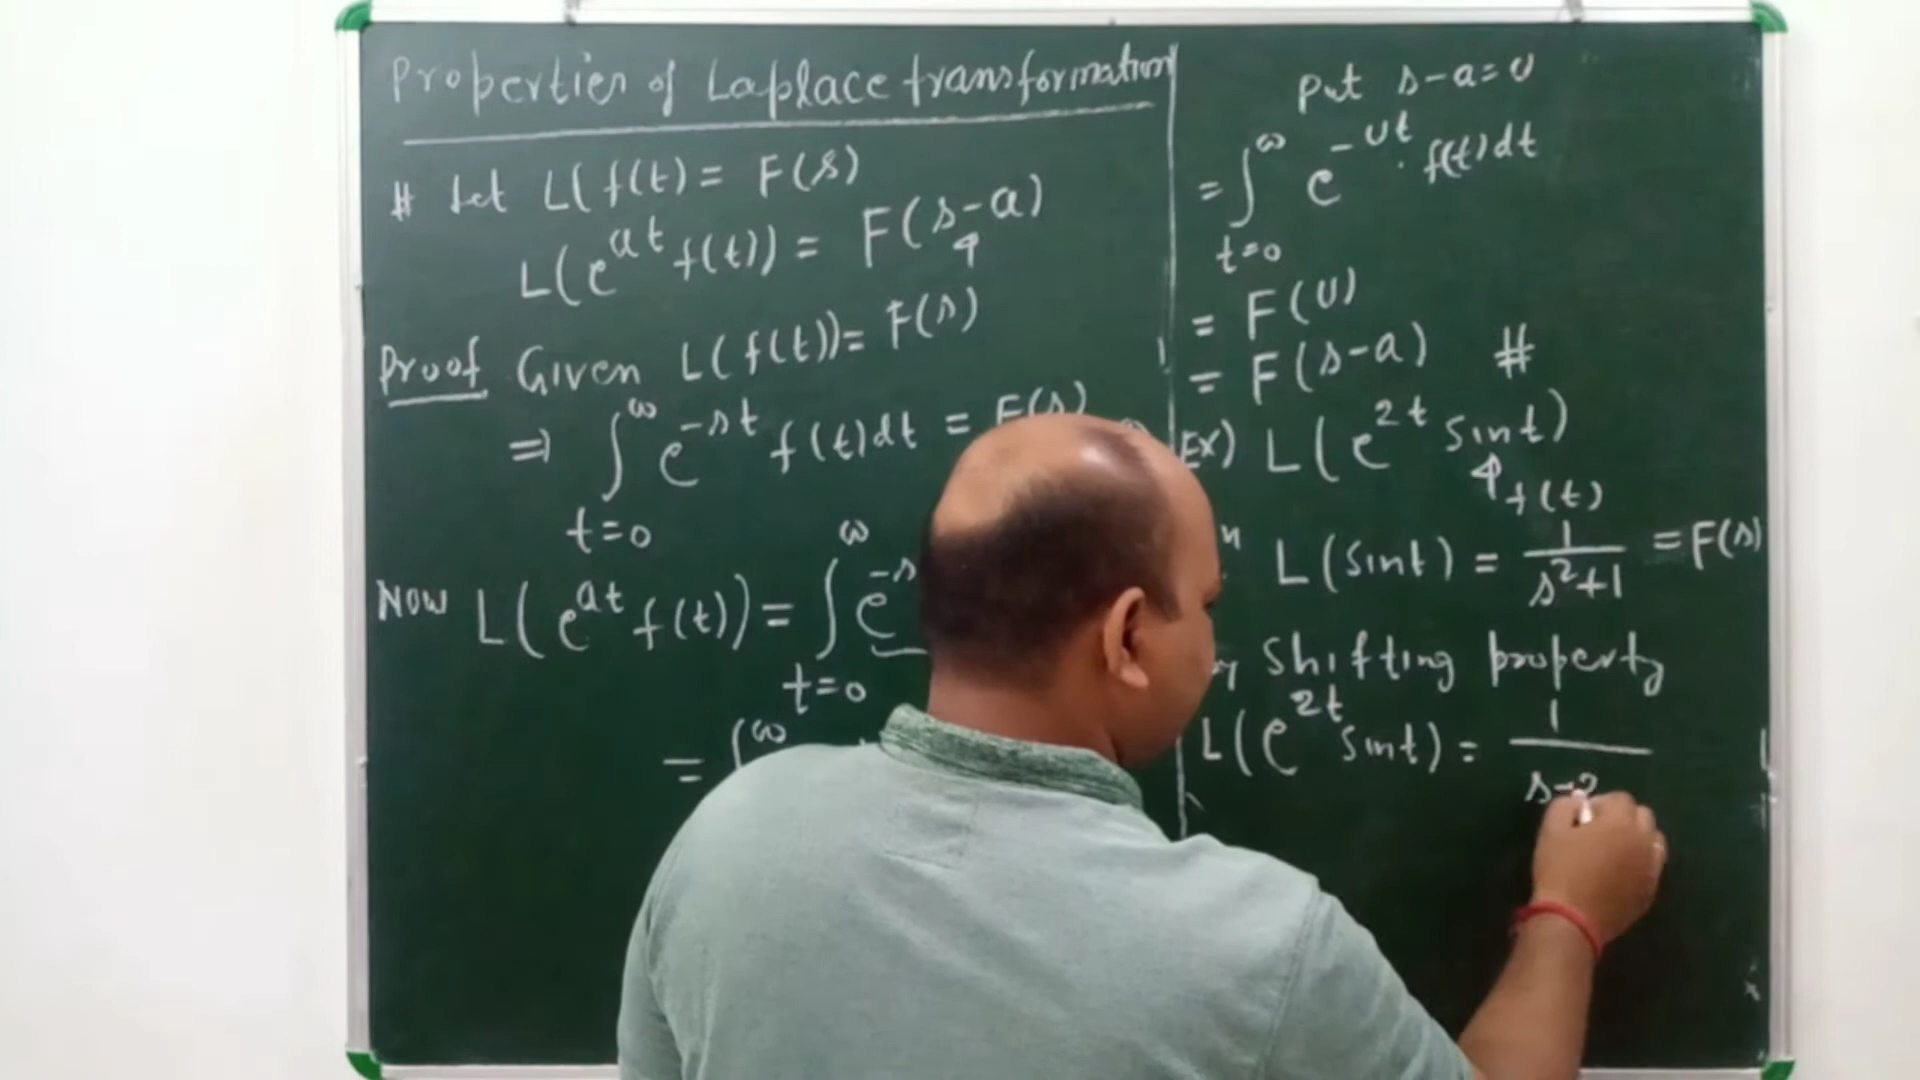 Properties of Laplace transformation
# Let L(f(t) = F(s)
L(e^{at} f(t)) = F(s-a)
Proof Given L(f(t)) = F(s)
⇒ ∫_{t=0}^{∞} e^{-st} f(t) dt = F(s)
Now L(e^{at} f(t)) = ∫_{t=0}^{∞} e^{-s
= ∫^{∞}
Put s-a=U
= ∫_{t=0}^{∞} e^{-Ut} . f(t) dt
= F(U)
= F(s-a) #
Ex) L(e^{2t} sint)
f(t)
L(sint) = 1/(s²+1) = F(s)
Shifting property
L(e^{2t} sint) = 1/(s-2